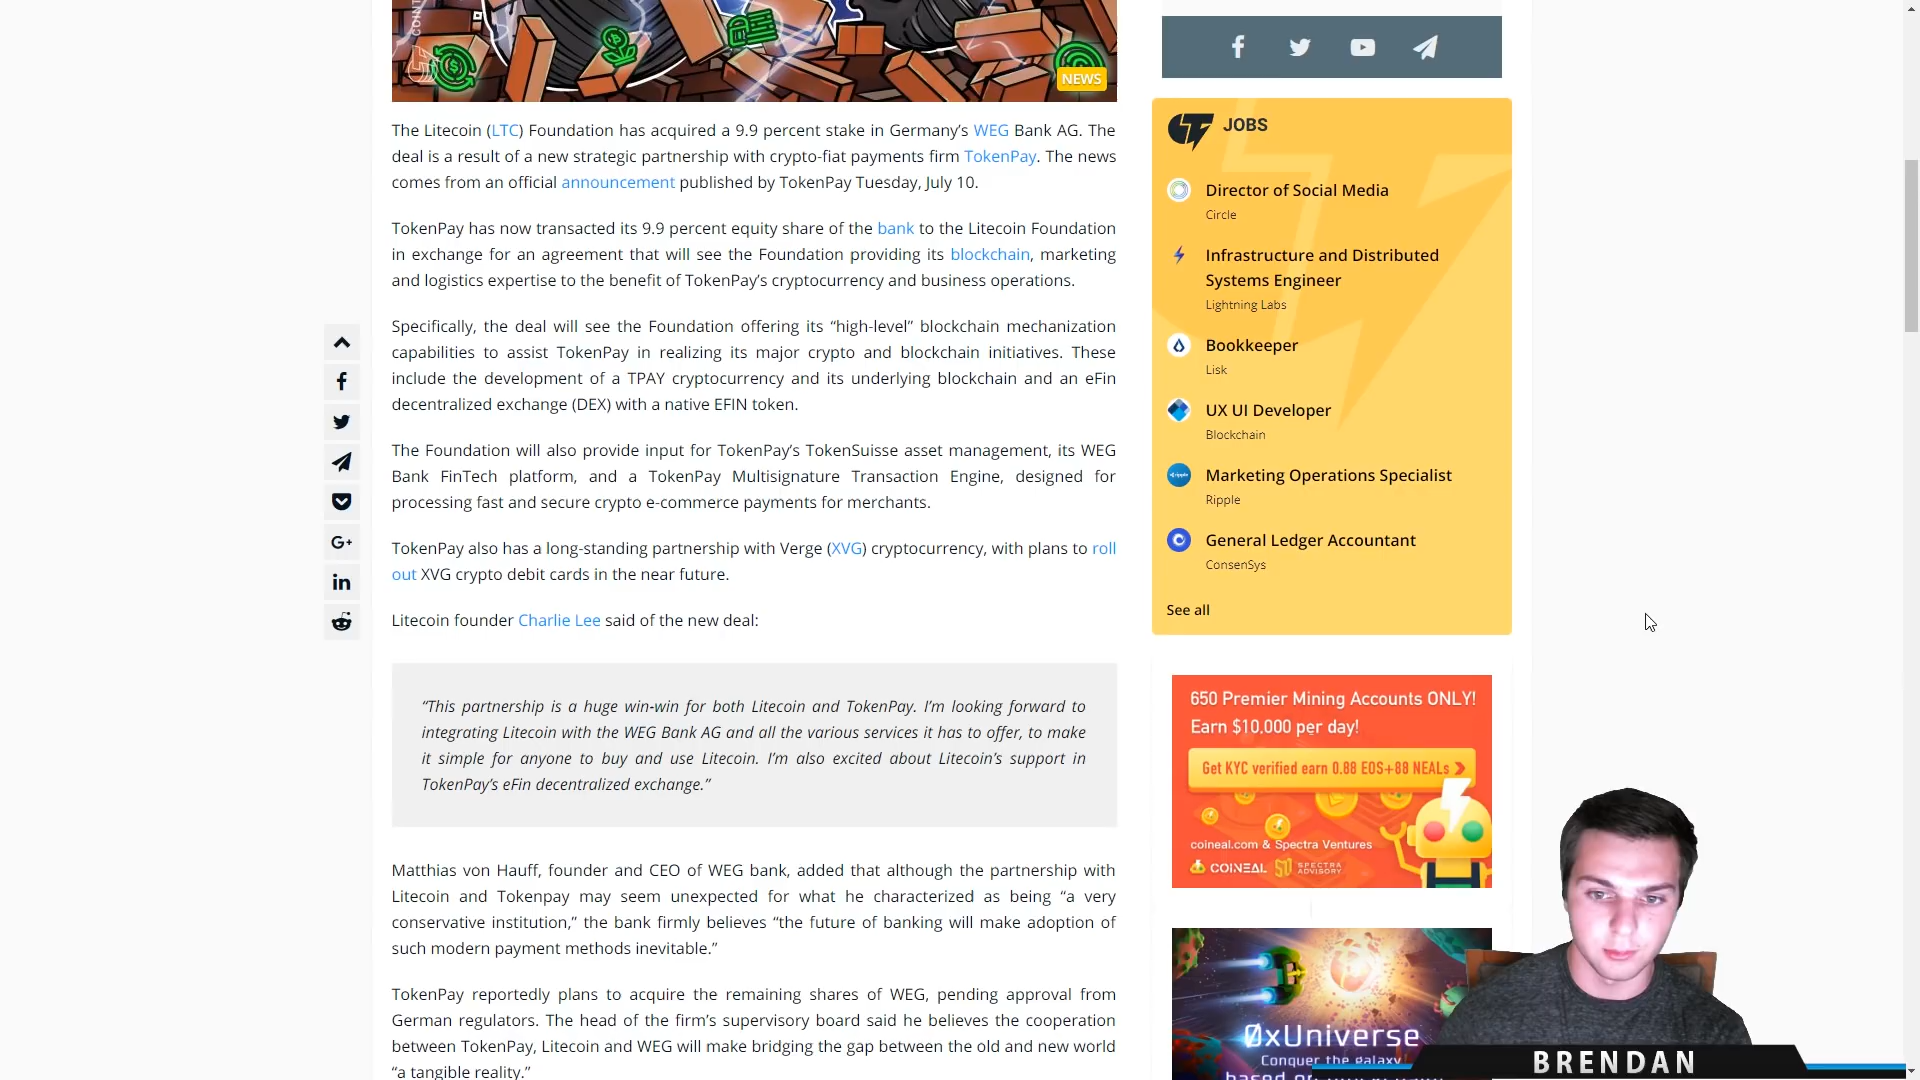 COINT
NEWS
The Litecoin (LTC) Foundation has acquired a 9.9 percent stake in Germany’s WEG Bank AG. The
deal is a result of a new strategic partnership with crypto-fiat payments firm TokenPay. The news
comes from an official announcement published by TokenPay Tuesday, July 10.
TokenPay has now transacted its 9.9 percent equity share of the bank to the Litecoin Foundation
in exchange for an agreement that will see the Foundation providing its blockchain, marketing
and logistics expertise to the benefit of TokenPay’s cryptocurrency and business operations.
Specifically, the deal will see the Foundation offering its “high-level” blockchain mechanization
capabilities to assist TokenPay in realizing its major crypto and blockchain initiatives. These
include the development of a TPAY cryptocurrency and its underlying blockchain and an eFin
decentralized exchange (DEX) with a native EFIN token.
The Foundation will also provide input for TokenPay’s TokenSuisse asset management, its WEG
Bank FinTech platform, and a TokenPay Multisignature Transaction Engine, designed for
processing fast and secure crypto e-commerce payments for merchants.
TokenPay also has a long-standing partnership with Verge (XVG) cryptocurrency, with plans to roll
out XVG crypto debit cards in the near future.
Litecoin founder Charlie Lee said of the new deal:
“This partnership is a huge win-win for both Litecoin and TokenPay. I’m looking forward to
integrating Litecoin with the WEG Bank AG and all the various services it has to offer, to make
it simple for anyone to buy and use Litecoin. I’m also excited about Litecoin’s support in
TokenPay’s eFin decentralized exchange.”
Matthias von Hauff, founder and CEO of WEG bank, added that although the partnership with
Litecoin and Tokenpay may seem unexpected for what he characterized as being “a very
conservative institution,” the bank firmly believes “the future of banking will make adoption of
such modern payment methods inevitable.”
TokenPay reportedly plans to acquire the remaining shares of WEG, pending approval from
German regulators. The head of the firm’s supervisory board said he believes the cooperation
between TokenPay, Litecoin and WEG will make bridging the gap between the old and new world
“a tangible reality.”
JOBS
Director of Social Media
Circle
Infrastructure and Distributed
Systems Engineer
Lightning Labs
Bookkeeper
Lisk
UX UI Developer
Blockchain
Marketing Operations Specialist
Ripple
General Ledger Accountant
ConsenSys
See all
650 Premier Mining Accounts ONLY!
Earn $10,000 per day!
Get KYC verified earn 0.88 EOS+88 NEALs
coineal.com & Spectra Ventures
COINEAL SPECTRA
ADVISORY
0xUniverse
Conquer the galaxy
BRENDAN